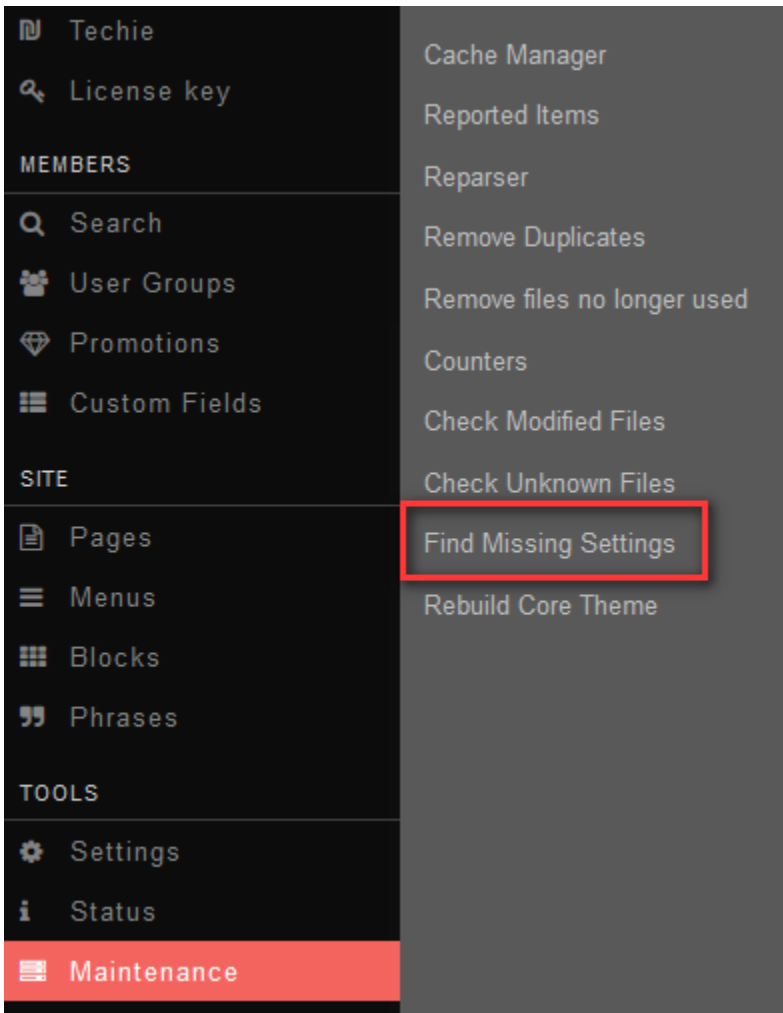 Techie
License key
MEMBERS
Search
User Groups
Promotions
Custom Fields
SITE
Pages
Menus
Blocks
Phrases
TOOLS
Settings
Status
Maintenance
Cache Manager
Reported Items
Reparser
Remove Duplicates
Remove files no longer used
Counters
Check Modified Files
Check Unknown Files
Find Missing Settings
Rebuild Core Theme